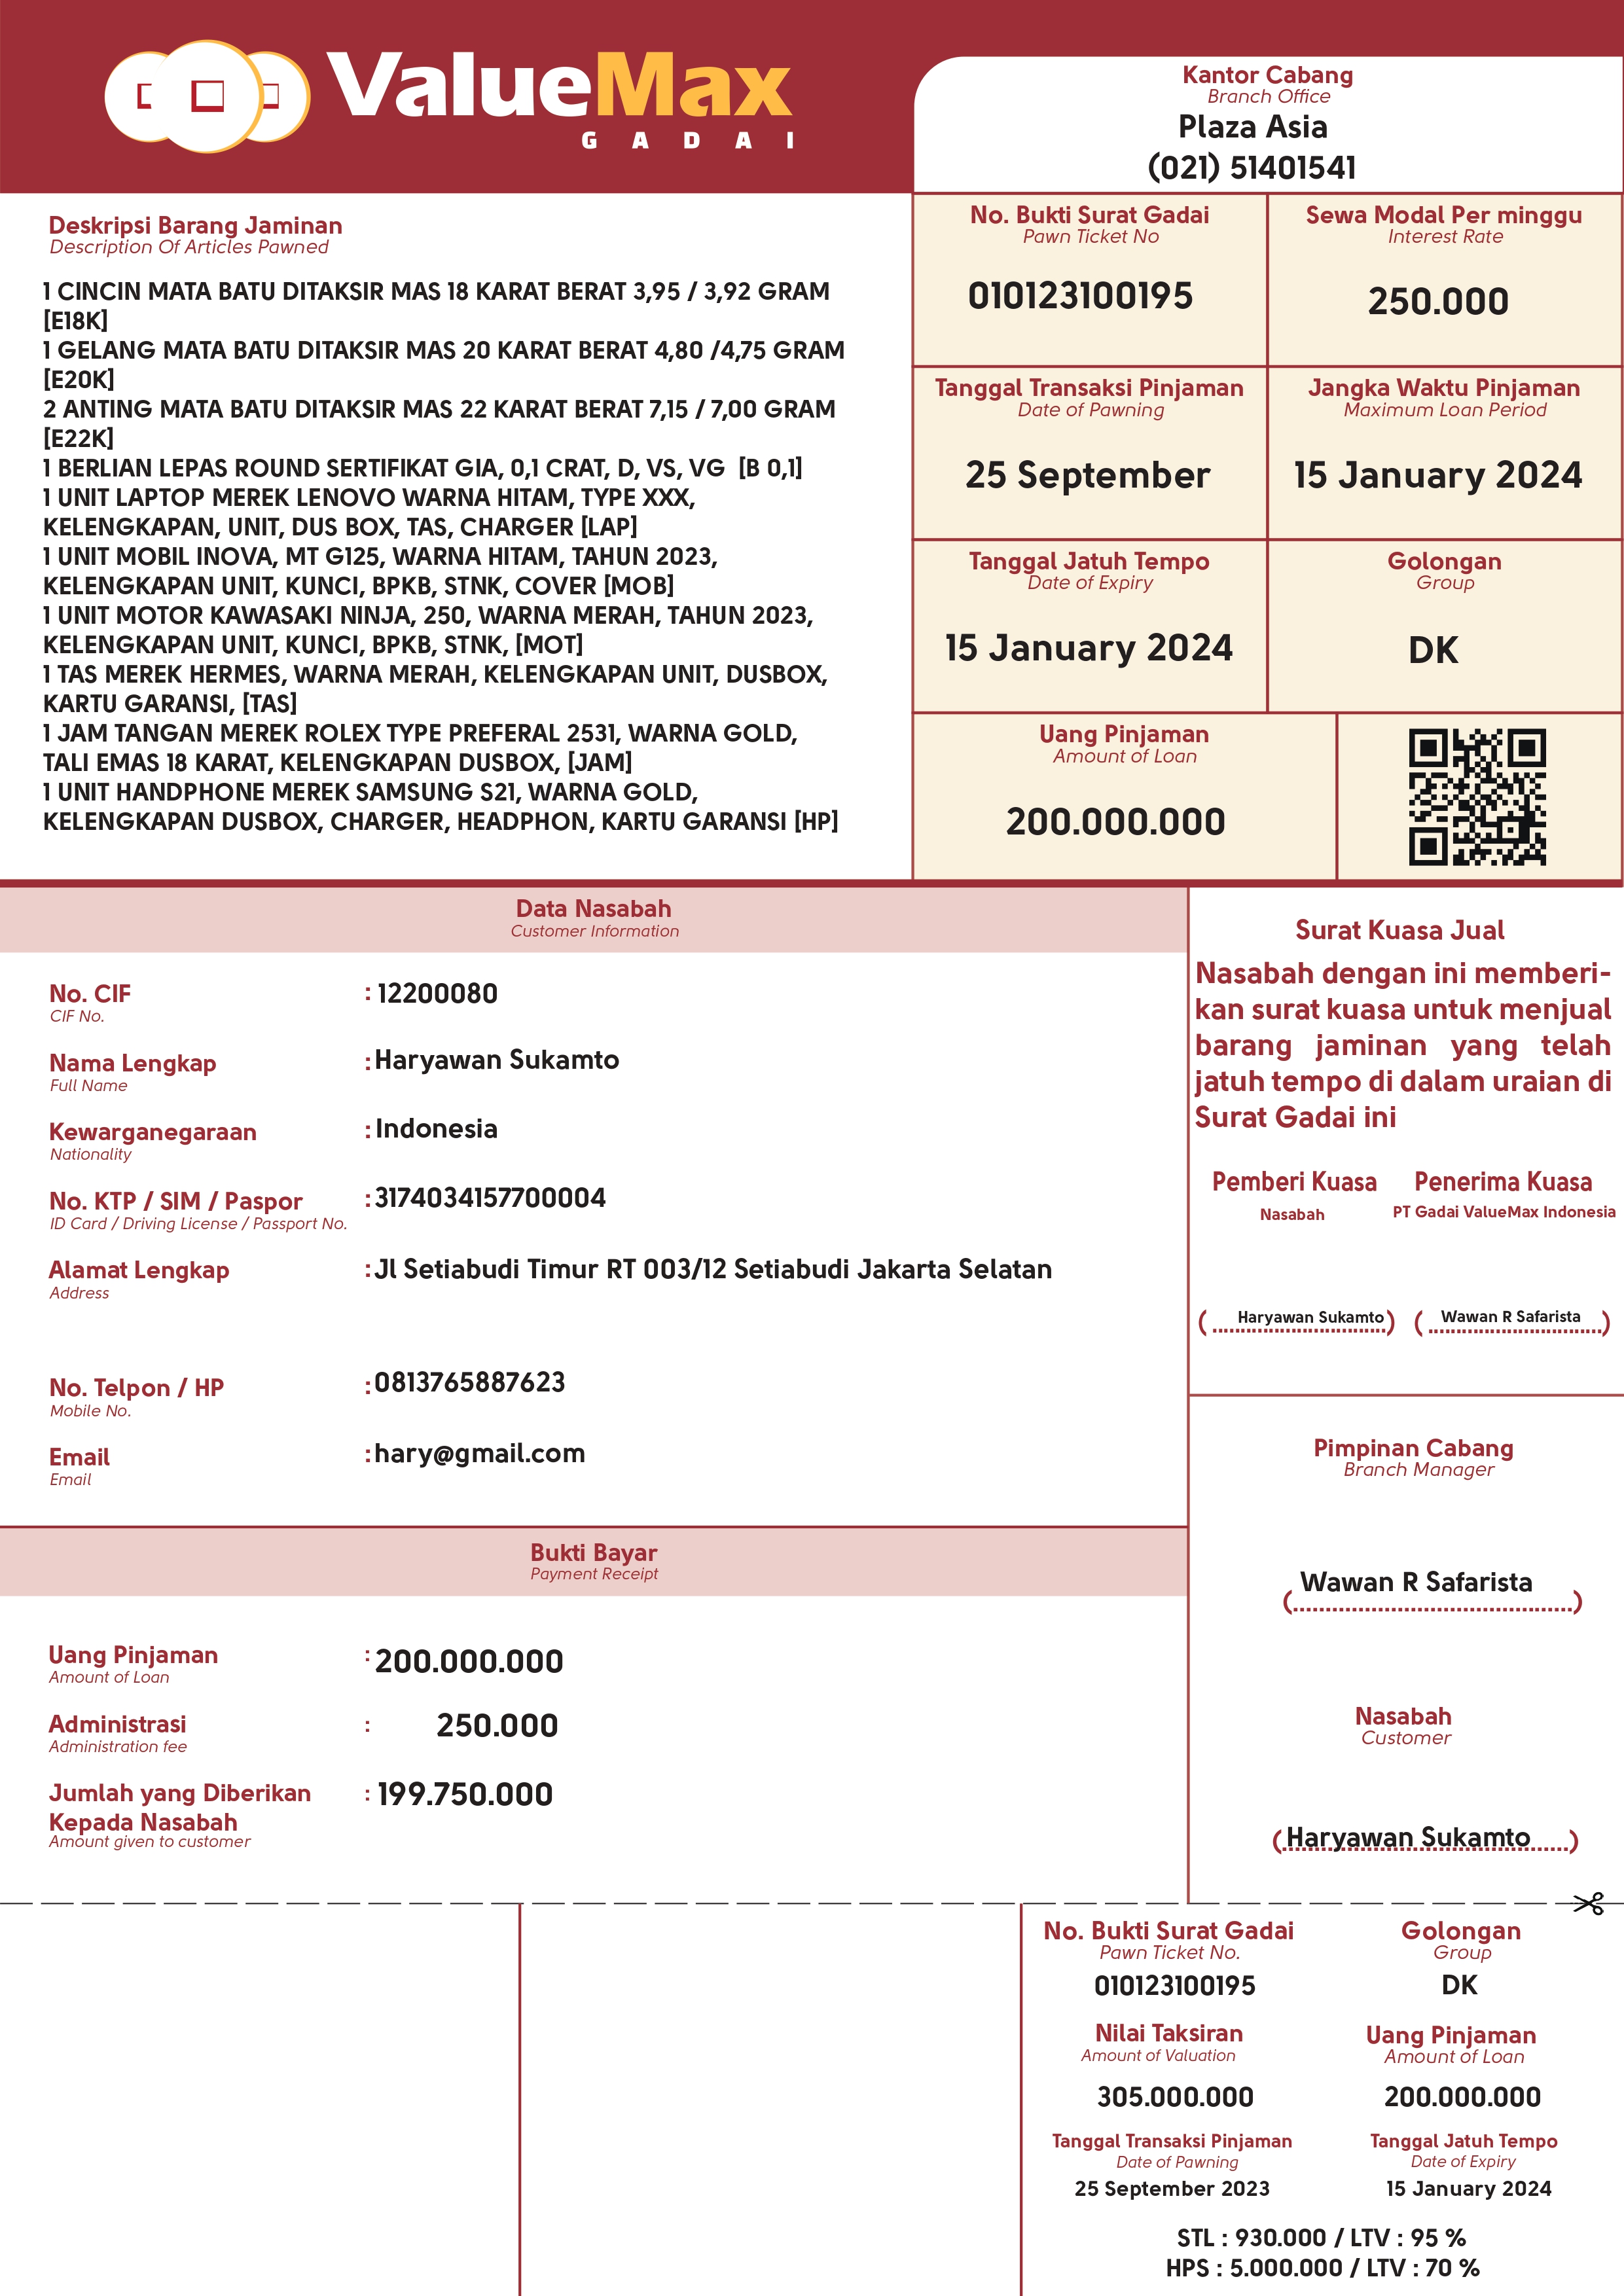 ValueMax
GADAI
Kantor Cabang
Branch Office
Plaza Asia
(021) 51401541
Deskripsi Barang Jaminan
Description Of Articles Pawned
1 CINCIN MATA BATU DITAKSIR MAS 18 KARAT BERAT 3,95 / 3,92 GRAM
[E18K]
1 GELANG MATA BATU DITAKSIR MAS 20 KARAT BERAT 4,80 /4,75 GRAM
[E20K]
2 ANTING MATA BATU DITAKSIR MAS 22 KARAT BERAT 7,15 / 7,00 GRAM
[E22K]
1 BERLIAN LEPAS ROUND SERTIFIKAT GIA, 0,1 CRAT, D, VS, VG [B 0,1]
1 UNIT LAPTOP MEREK LENOVO WARNA HITAM, TYPE XXX,
KELENGKAPAN, UNIT, DUS BOX, TAS, CHARGER [LAP]
1 UNIT MOBIL INOVA, MT G125, WARNA HITAM, TAHUN 2023,
KELENGKAPAN UNIT, KUNCI, BPKB, STNK, COVER [MOB]
1 UNIT MOTOR KAWASAKI NINJA, 250, WARNA MERAH, TAHUN 2023,
KELENGKAPAN UNIT, KUNCI, BPKB, STNK, [MOT]
1 TAS MEREK HERMES, WARNA MERAH, KELENGKAPAN UNIT, DUSBOX,
KARTU GARANSI, [TAS]
1 JAM TANGAN MEREK ROLEX TYPE PREFERAL 2531, WARNA GOLD,
TALI EMAS 18 KARAT, KELENGKAPAN DUSBOX, [JAM]
1 UNIT HANDPHONE MEREK SAMSUNG S21, WARNA GOLD,
KELENGKAPAN DUSBOX, CHARGER, HEADPHON, KARTU GARANSI [HP]
No. Bukti Surat Gadai
Pawn Ticket No
010123100195
Sewa Modal Per minggu
Interest Rate
250.000
Tanggal Transaksi Pinjaman
Date of Pawning
25 September
Jangka Waktu Pinjaman
Maximum Loan Period
15 January 2024
Tanggal Jatuh Tempo
Date of Expiry
15 January 2024
Golongan
Group
DK
Uang Pinjaman
Amount of Loan
200.000.000
Data Nasabah
Customer Information
No. CIF : 12200080
CIF No.
Nama Lengkap : Haryawan Sukamto
Full Name
Kewarganegaraan : Indonesia
Nationality
No. KTP / SIM / Paspor : 3174034157700004
ID Card / Driving License / Passport No.
Alamat Lengkap : Jl Setiabudi Timur RT 003/12 Setiabudi Jakarta Selatan
Address
No. Telpon / HP : 0813765887623
Mobile No.
Email : hary@gmail.com
Email
Surat Kuasa Jual
Nasabah dengan ini memberi-
kan surat kuasa untuk menjual
barang jaminan yang telah
jatuh tempo di dalam uraian di
Surat Gadai ini
Pemberi Kuasa Penerima Kuasa
Nasabah PT Gadai ValueMax Indonesia
(Haryawan Sukamto) (Wawan R Safarista)
Pimpinan Cabang
Branch Manager
(Wawan R Safarista)
Nasabah
Customer
(Haryawan Sukamto)
Bukti Bayar
Payment Receipt
Uang Pinjaman : 200.000.000
Amount of Loan
Administrasi : 250.000
Administration fee
Jumlah yang Diberikan : 199.750.000
Kepada Nasabah
Amount given to customer
No. Bukti Surat Gadai Golongan
Pawn Ticket No. Group
010123100195 DK
Nilai Taksiran Uang Pinjaman
Amount of Valuation Amount of Loan
305.000.000 200.000.000
Tanggal Transaksi Pinjaman Tanggal Jatuh Tempo
Date of Pawning Date of Expiry
25 September 2023 15 January 2024
STL : 930.000 / LTV : 95 %
HPS : 5.000.000 / LTV : 70 %